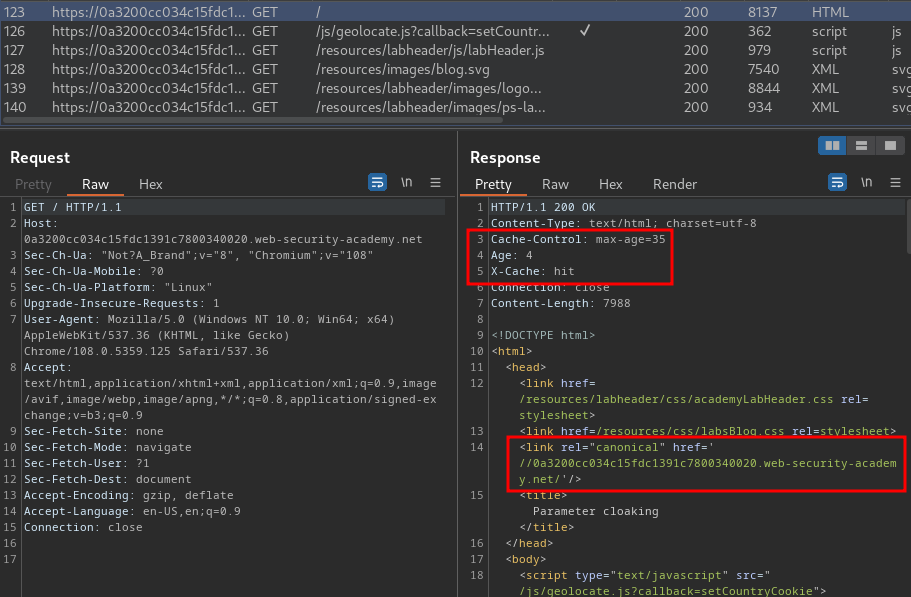 123 https://0a3200cc034c15fdc1... GET / 200 8137 HTML
126 https://0a3200cc034c15fdc1... GET /js/geolocate.js?callback=setCountr... ✓ 200 362 script js
127 https://0a3200cc034c15fdc1... GET /resources/labheader/js/labHeader.js 200 979 script js
128 https://0a3200cc034c15fdc1... GET /resources/images/blog.svg 200 7540 XML svg
139 https://0a3200cc034c15fdc1... GET /resources/labheader/images/logo... 200 8844 XML svg
140 https://0a3200cc034c15fdc1... GET /resources/labheader/images/ps-la... 200 934 XML svg
Request
Pretty Raw Hex \n
1 GET / HTTP/1.1
2 Host:
0a3200cc034c15fdc1391c7800340020.web-security-academy.net
3 Sec-Ch-Ua: "Not?A_Brand";v="8", "Chromium";v="108"
4 Sec-Ch-Ua-Mobile: ?0
5 Sec-Ch-Ua-Platform: "Linux"
6 Upgrade-Insecure-Requests: 1
7 User-Agent: Mozilla/5.0 (Windows NT 10.0; Win64; x64)
AppleWebKit/537.36 (KHTML, like Gecko)
Chrome/108.0.5359.125 Safari/537.36
8 Accept:
text/html,application/xhtml+xml,application/xml;q=0.9,image
/avif,image/webp,image/apng,*/*;q=0.8,application/signed-ex
change;v=b3;q=0.9
9 Sec-Fetch-Site: none
10 Sec-Fetch-Mode: navigate
11 Sec-Fetch-User: ?1
12 Sec-Fetch-Dest: document
13 Accept-Encoding: gzip, deflate
14 Accept-Language: en-US,en;q=0.9
15 Connection: close
16
17
Response
Pretty Raw Hex Render \n
1 HTTP/1.1 200 OK
2 Content-Type: text/html; charset=utf-8
3 Cache-Control: max-age=35
4 Age: 4
5 X-Cache: hit
6 Connection: close
7 Content-Length: 7988
8
9 <!DOCTYPE html>
10 <html>
11 <head>
12 <link href=
/resources/labheader/css/academyLabHeader.css rel=
stylesheet>
13 <link href=/resources/css/labsBlog.css rel=stylesheet>
14 <link rel="canonical" href='
//0a3200cc034c15fdc1391c7800340020.web-security-academ
y.net/'/>
15 <title>
Parameter cloaking
</title>
16 </head>
17 <body>
18 <script type="text/javascript" src="
/js/geolocate.js?callback=setCountryCookie">